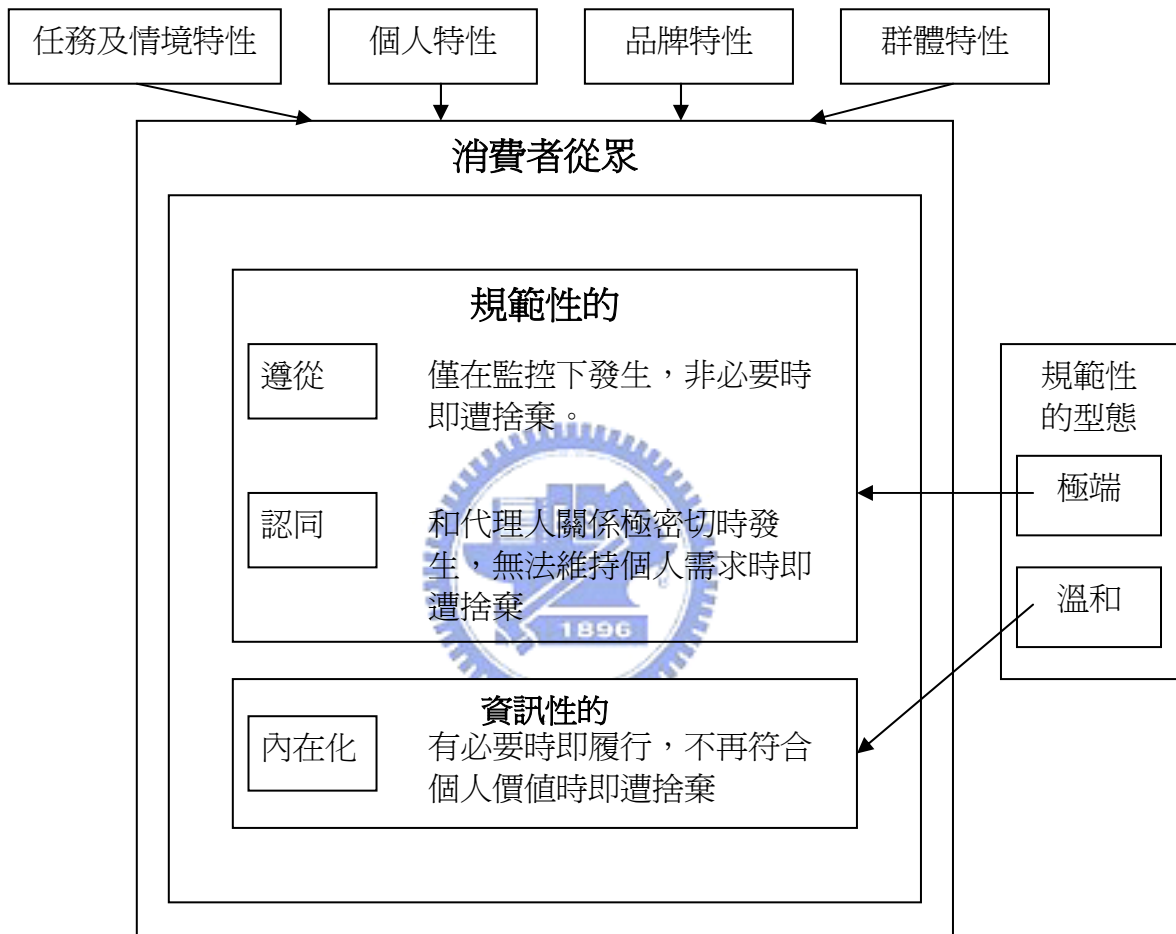 任務及情境特性
個人特性
品牌特性
群體特性
消費者從眾
規範性的
遵從
僅在監控下發生，非必要時
即遭捨棄。
認同
和代理人關係極密切時發
生，無法維持個人需求時即
遭捨棄
1896
資訊性的
內在化
有必要時即履行，不再符合
個人價值時即遭捨棄
規範性
的型態
極端
溫和